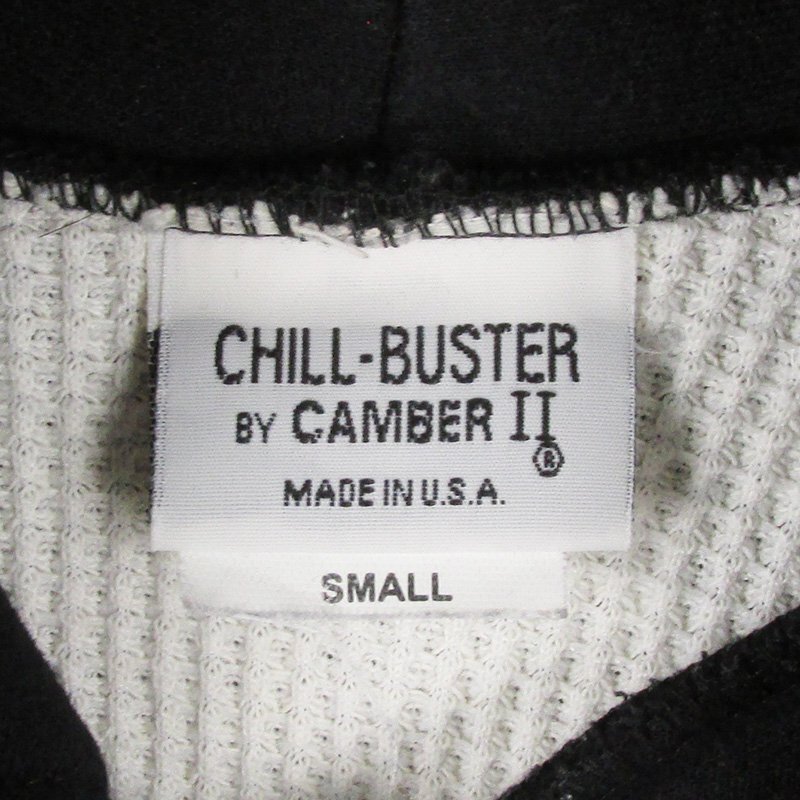 CHILL-BUSTER
BY CAMBER II
®
MADE IN U.S.A.
SMALL